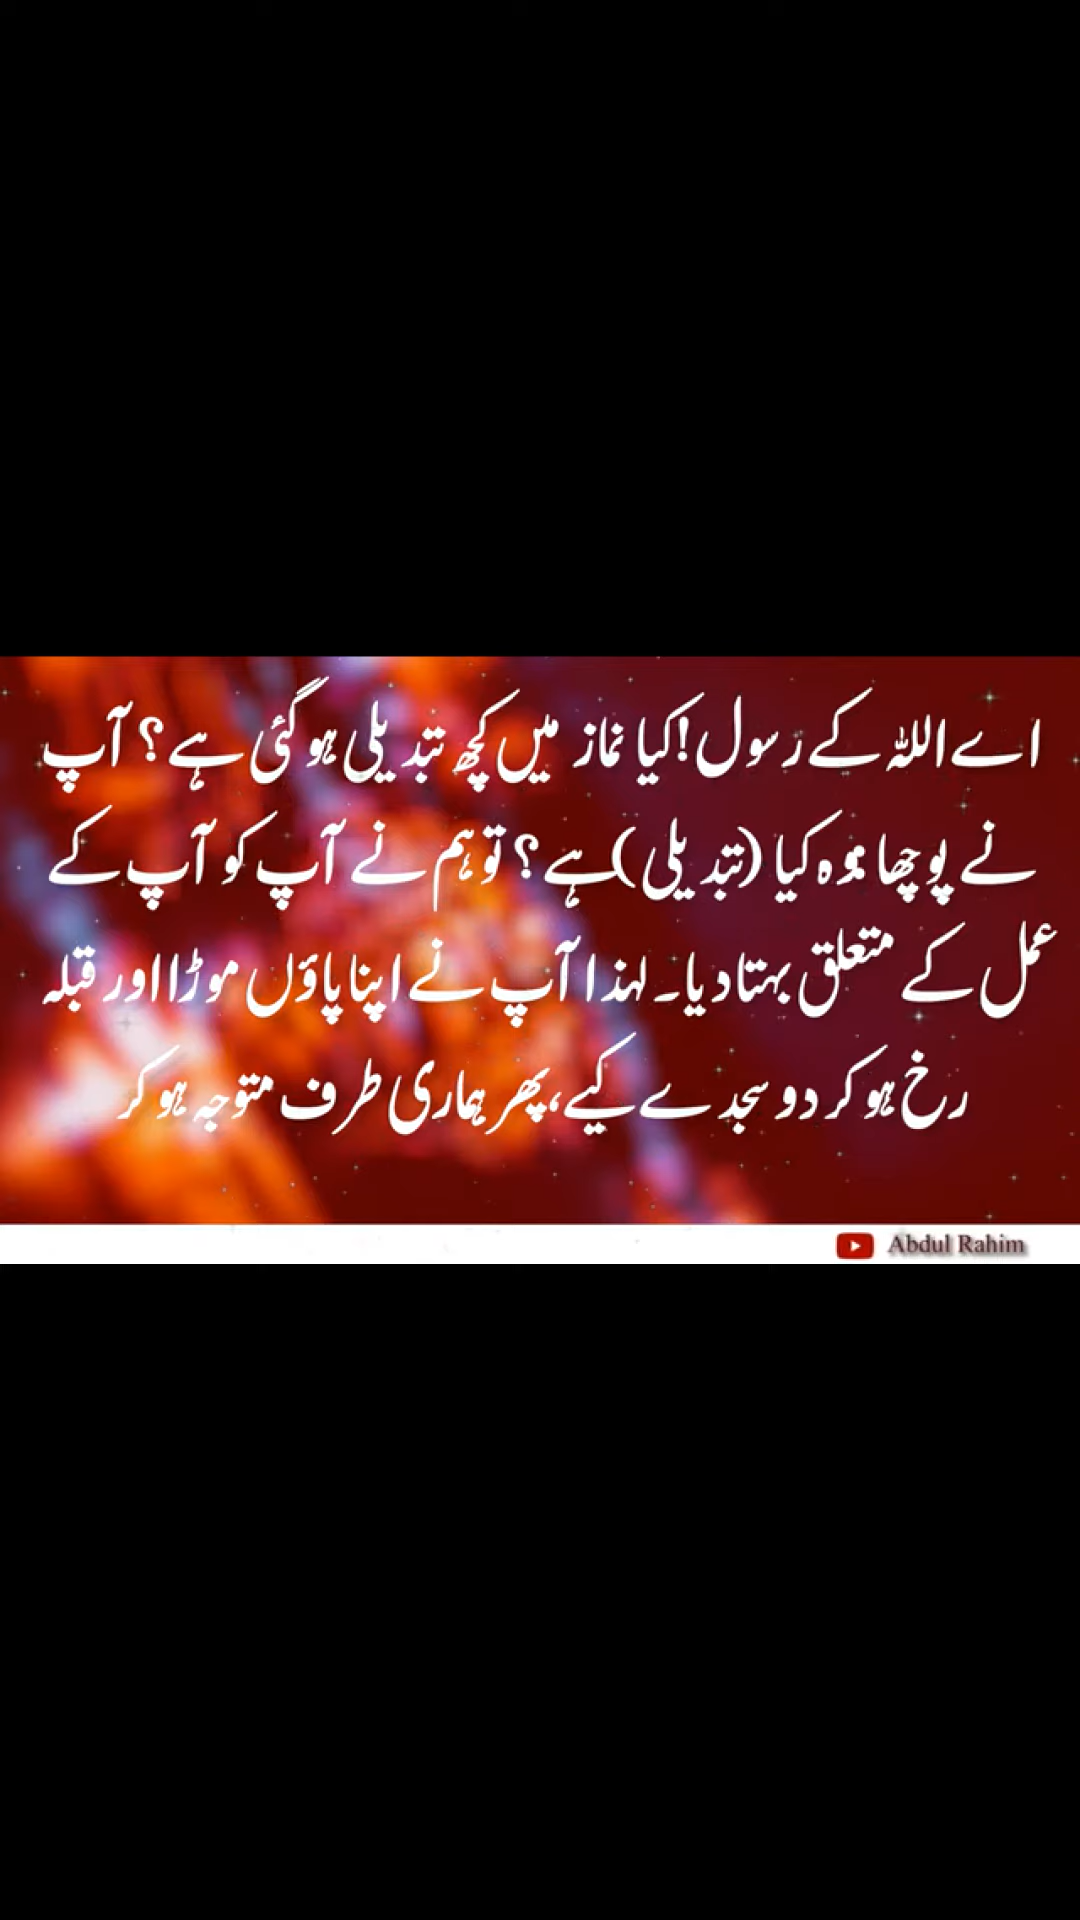 اے اللہ کے رسول! کیا نماز میں کچھ تبدیلی ہو گئی ہے؟ آپ
نے پوچھا وہ کیا (تبدیلی) ہے؟ تو ہم نے آپ کو آپ کے
عمل کے متعلق بہتا دیا۔ لہذا آپ نے اپنا پاؤں موڑا اور قبلہ
رخ ہو کر دو سجدے کیے، پھر ہماری طرف متوجہ ہو کر
Abdul Rahim